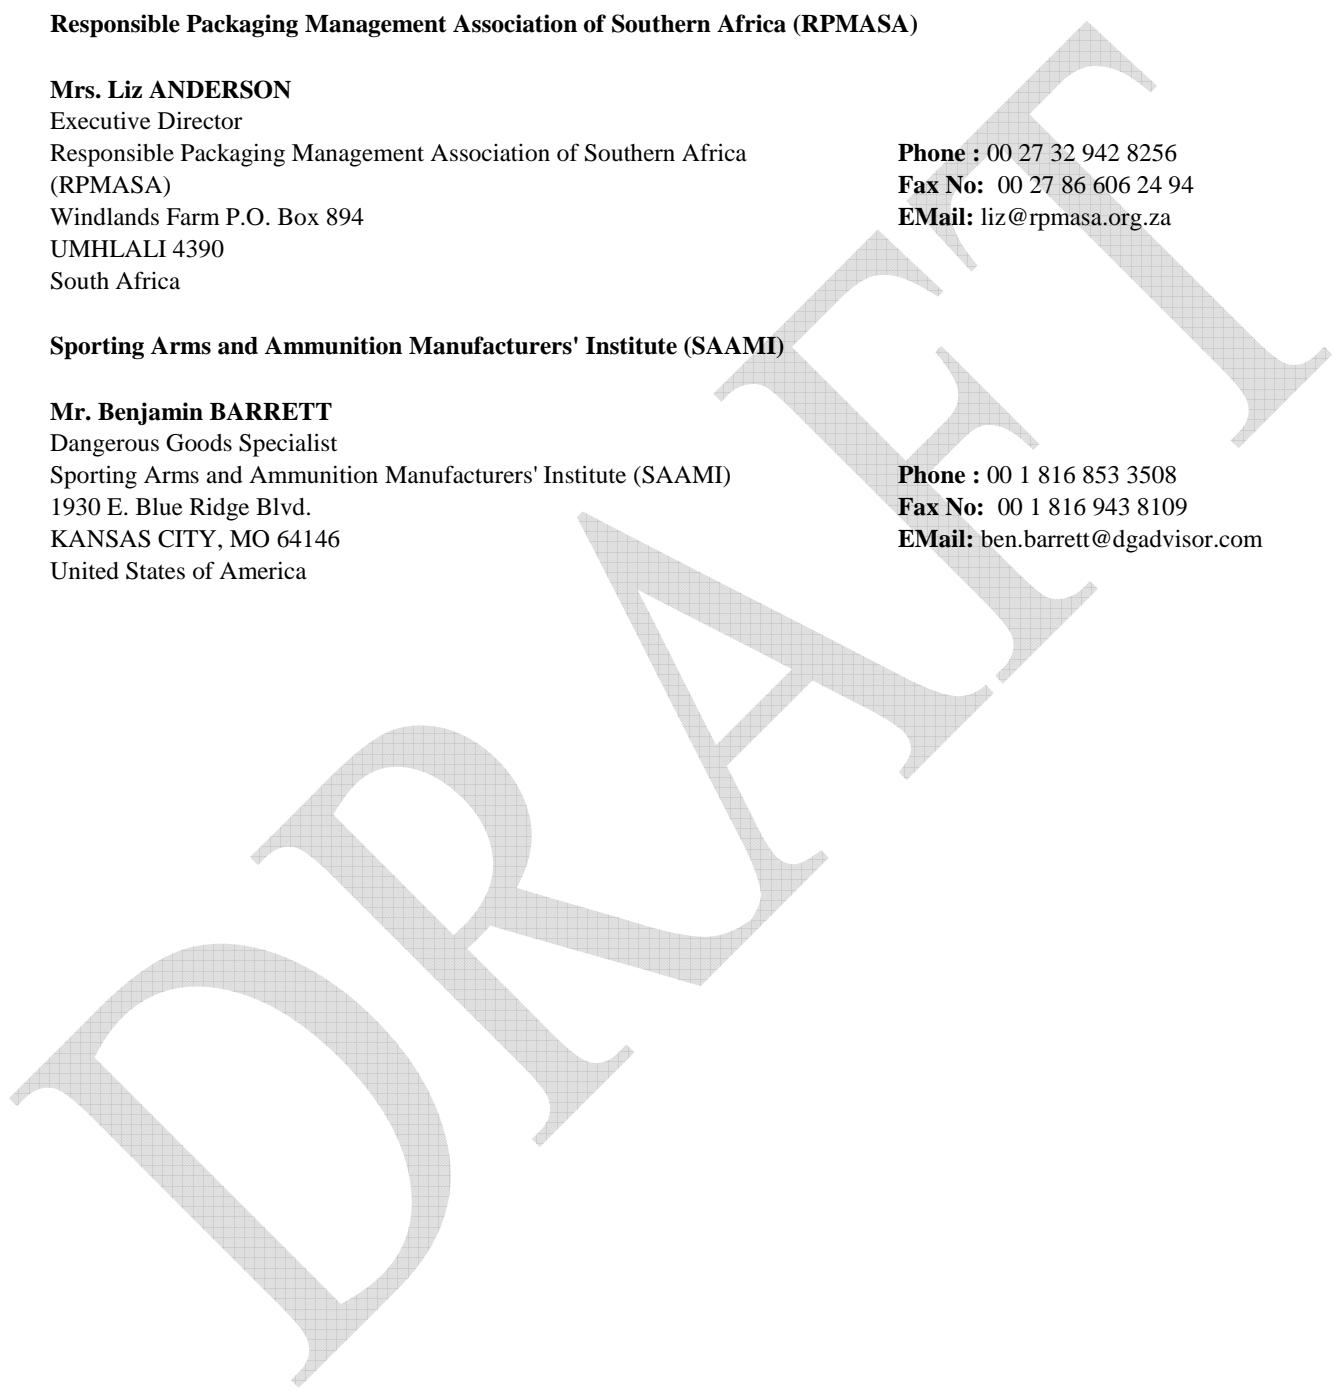 Responsible Packaging Management Association of Southern Africa (RPMASA)
Mrs. Liz ANDERSON
Executive Director
Responsible Packaging Management Association of Southern Africa
(RPMASA)
Windlands Farm P.O. Box 894
UMHLALI 4390
South Africa
Phone : 00 27 32 942 8256
Fax No: 00 27 86 606 24 94
EMail: liz@rpmasa.org.za
Sporting Arms and Ammunition Manufacturers' Institute (SAAMI)
Mr. Benjamin BARRETT
Dangerous Goods Specialist
Sporting Arms and Ammunition Manufacturers' Institute (SAAMI)
1930 E. Blue Ridge Blvd.
KANSAS CITY, MO 64146
United States of America
Phone : 00 1 816 853 3508
Fax No: 00 1 816 943 8109
EMail: ben.barrett@dgadvisor.com
DRAFT